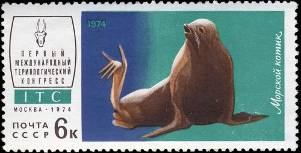 1974
ПЕРВЫЙ
МЕЖДУНАРОДНЫЙ
ТЕРИОЛОГИЧЕСКИЙ
КОНГРЕСС
ITC
МОСКВА - 1974
ПОЧТА
СССР 6к
Морской котик